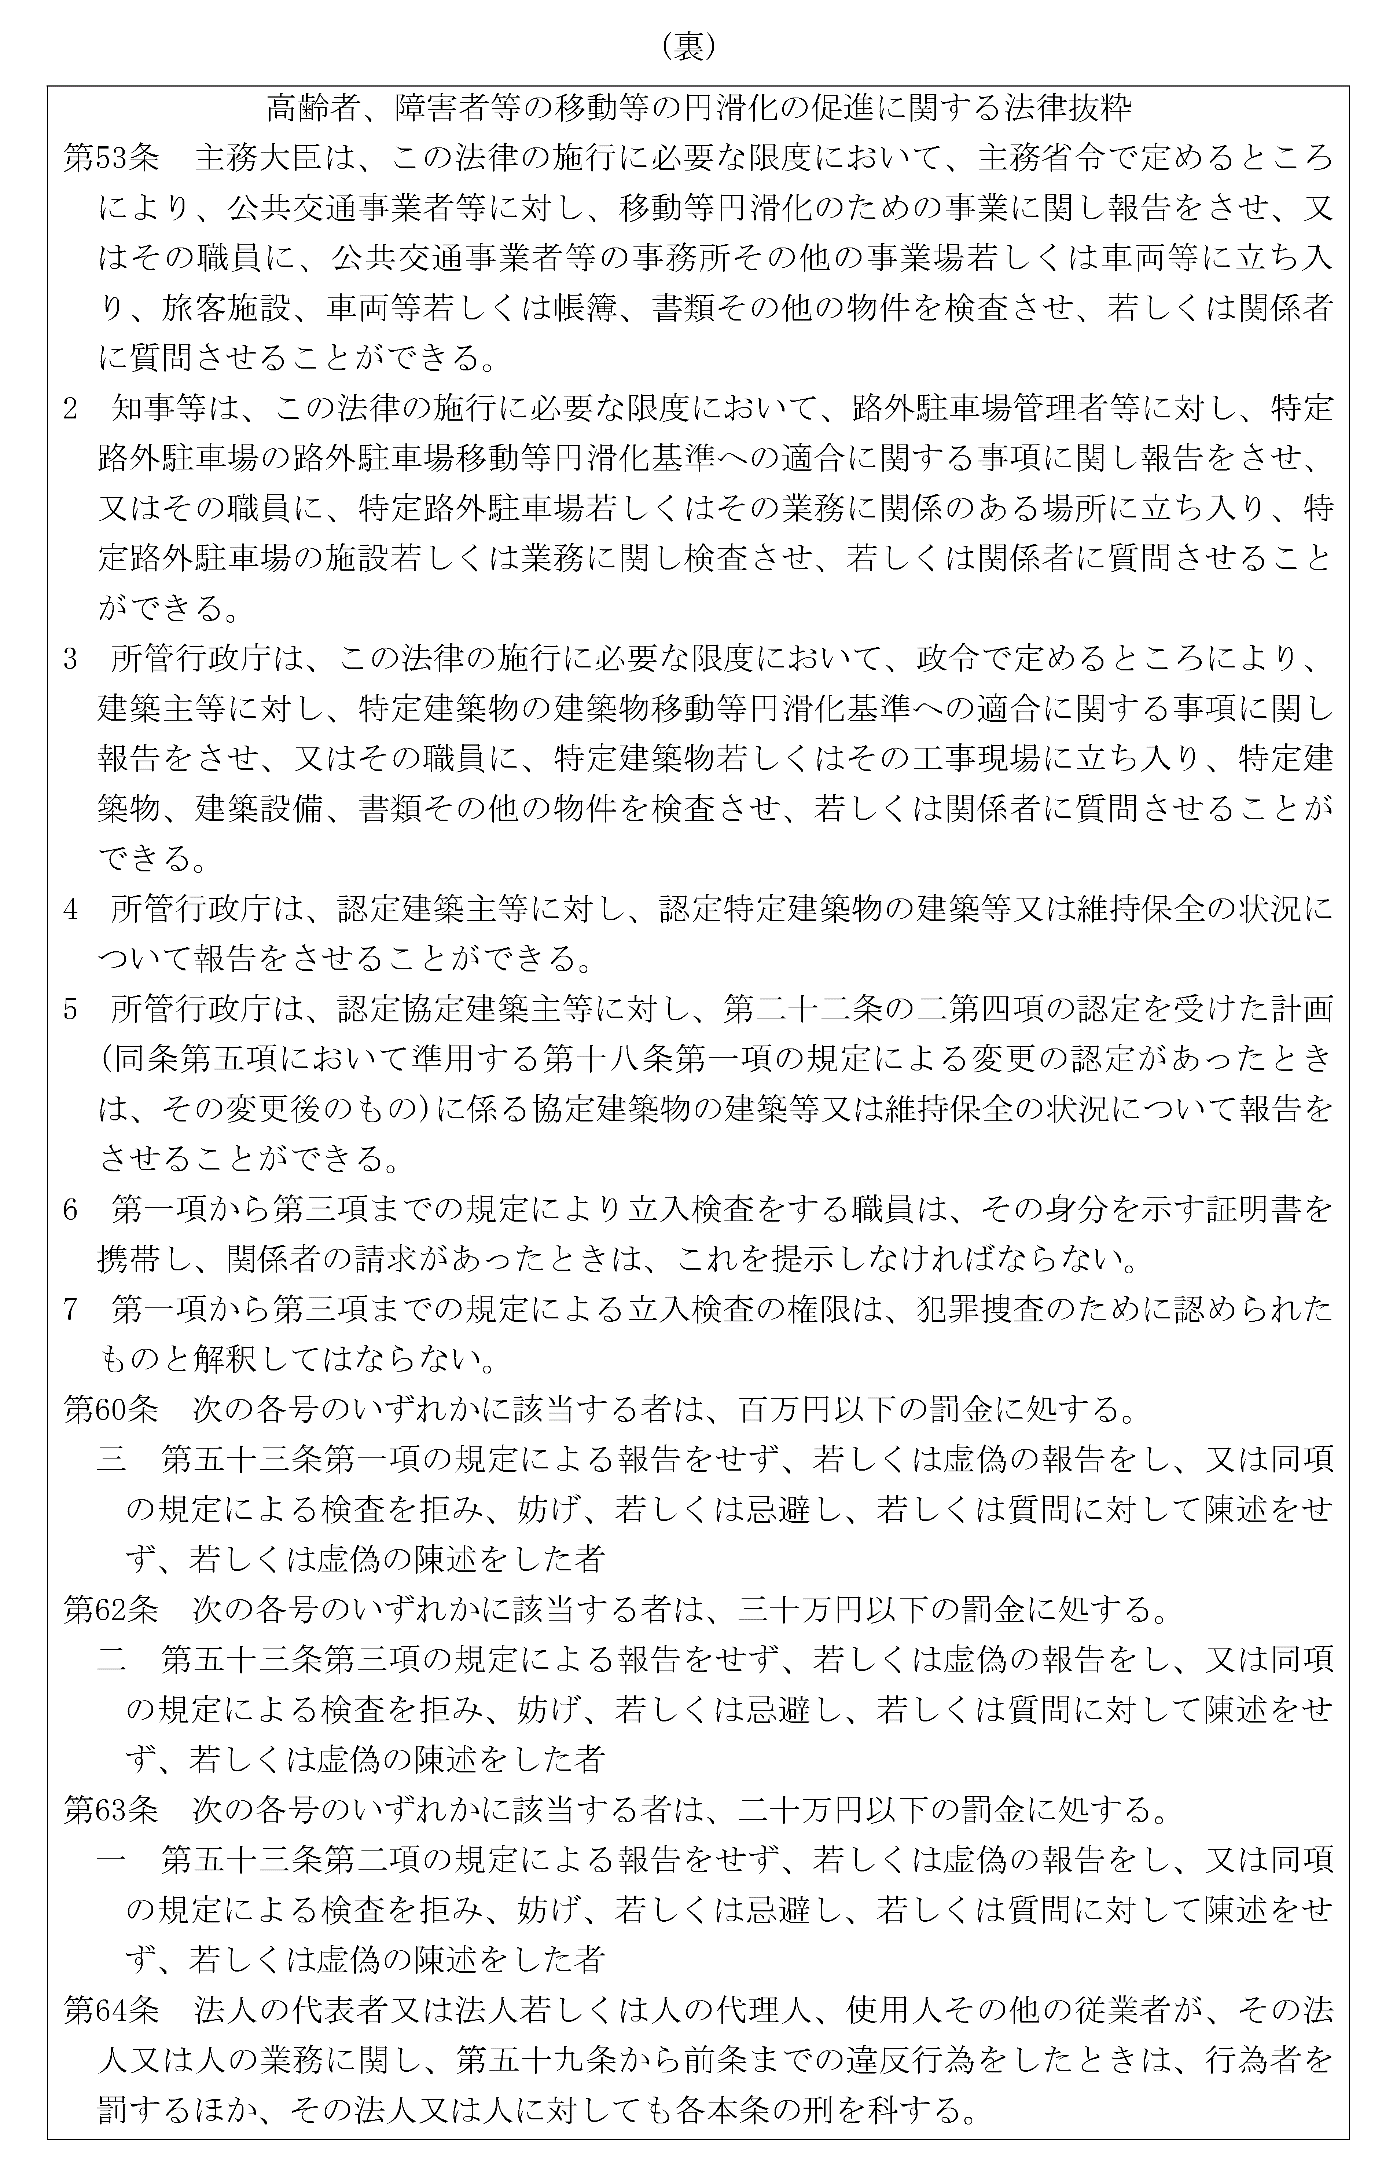 (裏)
高齢者、障害者等の移動等の円滑化の促進に関する法律抜粋
第53条　主務大臣は、この法律の施行に必要な限度において、主務省令で定めるところ
により、公共交通事業者等に対し、移動等円滑化のための事業に関し報告をさせ、又
はその職員に、公共交通事業者等の事務所その他の事業場若しくは車両等に立ち入
り、旅客施設、車両等若しくは帳簿、書類その他の物件を検査させ、若しくは関係者
に質問させることができる。
2　知事等は、この法律の施行に必要な限度において、路外駐車場管理者等に対し、特定
路外駐車場の路外駐車場移動等円滑化基準への適合に関する事項に関し報告をさせ、
又はその職員に、特定路外駐車場若しくはその業務に関係のある場所に立ち入り、特
定路外駐車場の施設若しくは業務に関し検査させ、若しくは関係者に質問させること
ができる。
3　所管行政庁は、この法律の施行に必要な限度において、政令で定めるところにより、
建築主等に対し、特定建築物の建築物移動等円滑化基準への適合に関する事項に関し
報告をさせ、又はその職員に、特定建築物若しくはその工事現場に立ち入り、特定建
築物、建築設備、書類その他の物件を検査させ、若しくは関係者に質問させることが
できる。
4　所管行政庁は、認定建築主等に対し、認定特定建築物の建築等又は維持保全の状況に
ついて報告をさせることができる。
5　所管行政庁は、認定協定建築主等に対し、第二十二条の二第四項の認定を受けた計画
(同条第五項において準用する第十八条第一項の規定による変更の認定があったとき
は、その変更後のもの)に係る協定建築物の建築等又は維持保全の状況について報告を
させることができる。
6　第一項から第三項までの規定により立入検査をする職員は、その身分を示す証明書を
携帯し、関係者の請求があったときは、これを提示しなければならない。
7　第一項から第三項までの規定による立入検査の権限は、犯罪捜査のために認められた
ものと解釈してはならない。
第60条　次の各号のいずれかに該当する者は、百万円以下の罰金に処する。
三　第五十三条第一項の規定による報告をせず、若しくは虚偽の報告をし、又は同項
の規定による検査を拒み、妨げ、若しくは忌避し、若しくは質問に対して陳述をせ
ず、若しくは虚偽の陳述をした者
第62条　次の各号のいずれかに該当する者は、三十万円以下の罰金に処する。
二　第五十三条第三項の規定による報告をせず、若しくは虚偽の報告をし、又は同項
の規定による検査を拒み、妨げ、若しくは忌避し、若しくは質問に対して陳述をせ
ず、若しくは虚偽の陳述をした者
第63条　次の各号のいずれかに該当する者は、二十万円以下の罰金に処する。
一　第五十三条第二項の規定による報告をせず、若しくは虚偽の報告をし、又は同項
の規定による検査を拒み、妨げ、若しくは忌避し、若しくは質問に対して陳述をせ
ず、若しくは虚偽の陳述をした者
第64条　法人の代表者又は法人若しくは人の代理人、使用人その他の従業者が、その法
人又は人の業務に関し、第五十九条から前条までの違反行為をしたときは、行為者を
罰するほか、その法人又は人に対しても各本条の刑を科する。